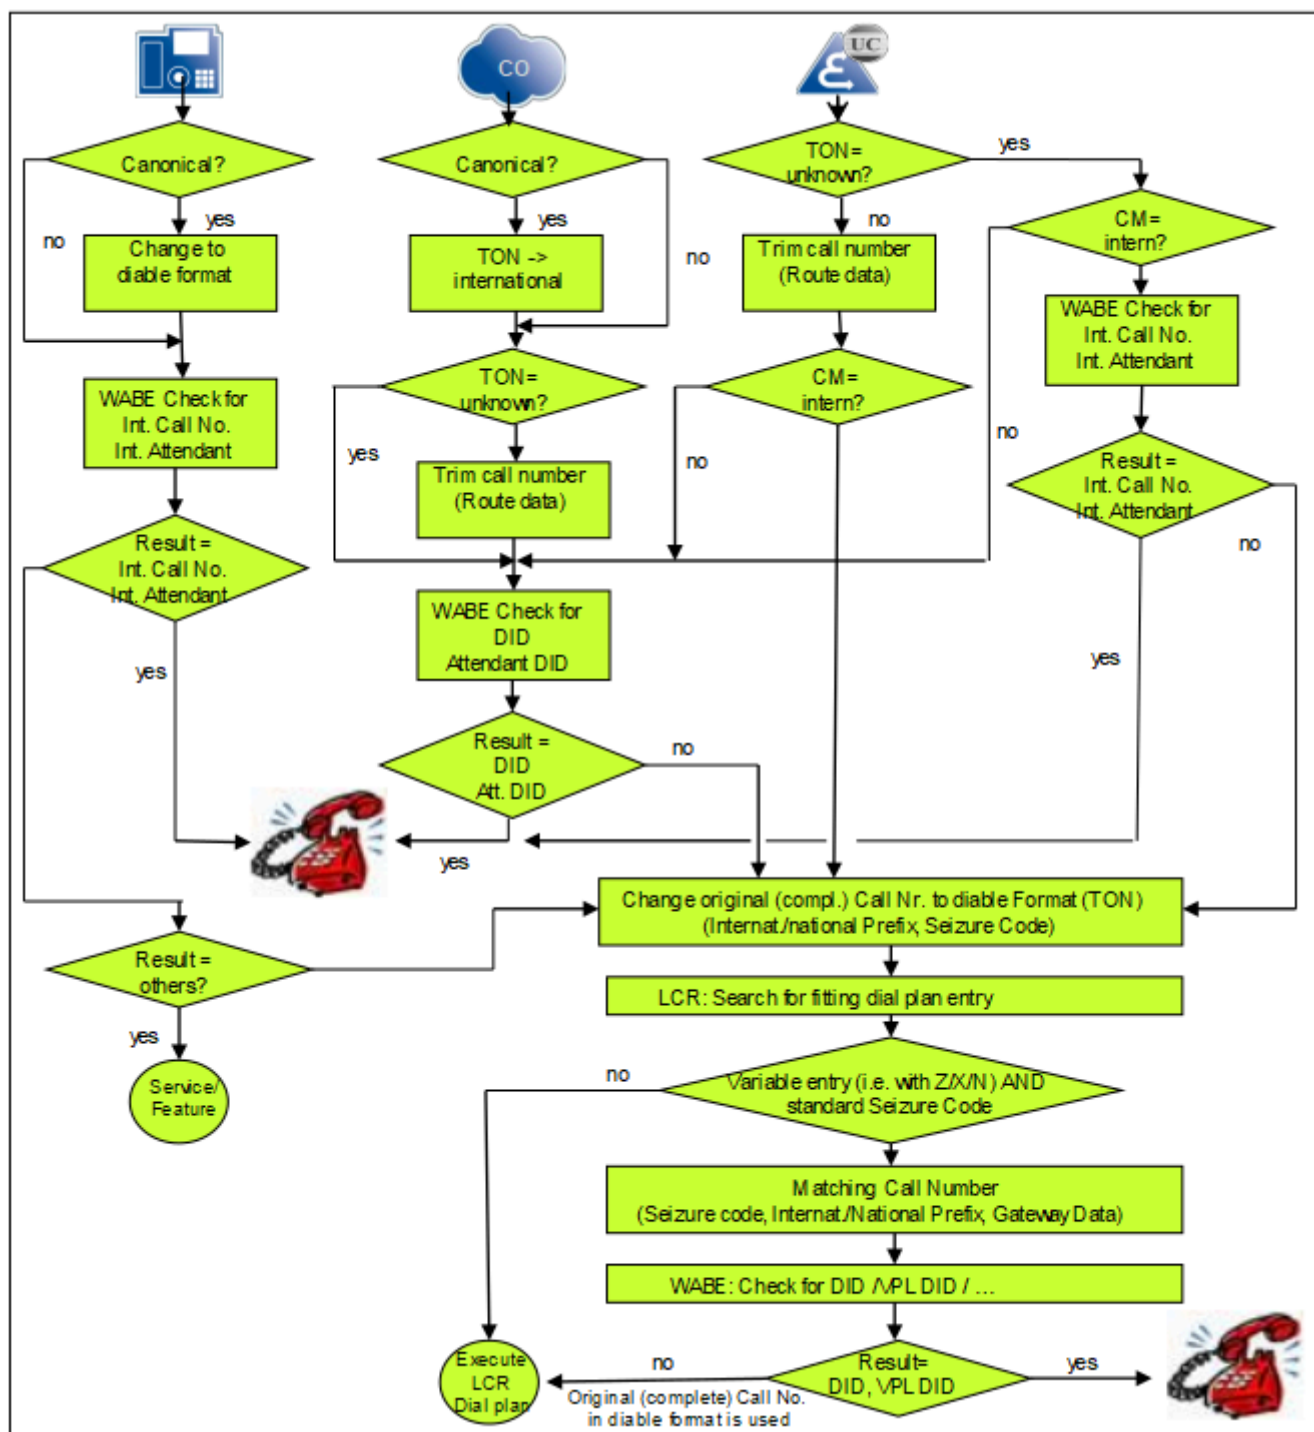 CO
UC
Canonical?
yes
no
Change to
diable format
WABE Check for
Int. Call No.
Int. Attendant
Result =
Int. Call No.
Int. Attendant
yes
Result =
others?
yes
Service/
Feature
Canonical?
yes
no
TON ->
international
TON=
unknown?
yes
Trim call number
(Route data)
WABE Check for
DID
Attendant DID
Result =
DID
Att. DID
no
yes
TON=
unknown?
yes
no
Trim call number
(Route data)
CM=
intern?
no
CM=
intern?
no
WABE Check for
Int. Call No.
Int. Attendant
Result =
Int. Call No.
Int. Attendant
no
yes
Change original (compl.) Call Nr. to diable Format (TON)
(Internat./national Prefix, Seizure Code)
LCR: Search for fitting dial plan entry
Variable entry (i.e. with Z/X/N) AND
standard Seizure Code
no
Matching Call Number
(Seizure code, Internat./National Prefix, Gateway Data)
WABE: Check for DID /VPL DID / ...
Result=
DID, VPL DID
yes
no
Original (complete) Call No.
in diable format is used
Execute
LCR
Dial plan